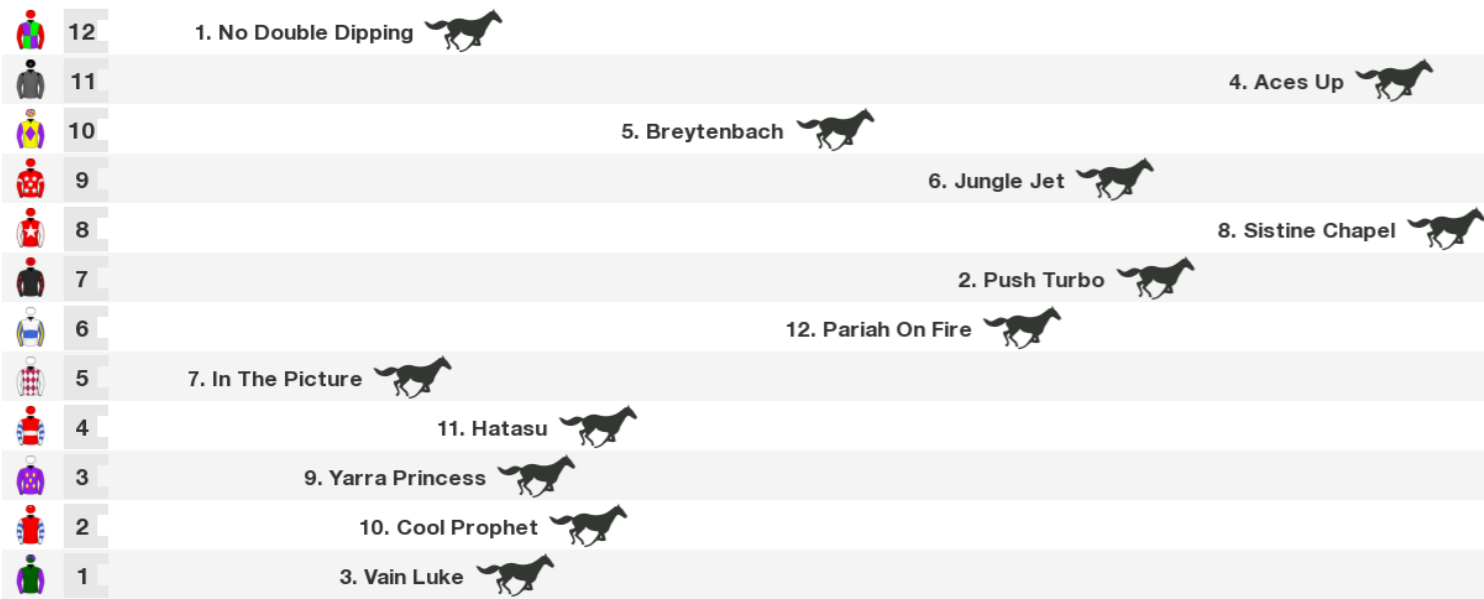 12 1. No Double Dipping
11 4. Aces Up
10 5. Breytenbach
9 6. Jungle Jet
8 8. Sistine Chapel
7 2. Push Turbo
6 12. Pariah On Fire
5 7. In The Picture
4 11. Hatasu
3 9. Yarra Princess
2 10. Cool Prophet
1 3. Vain Luke